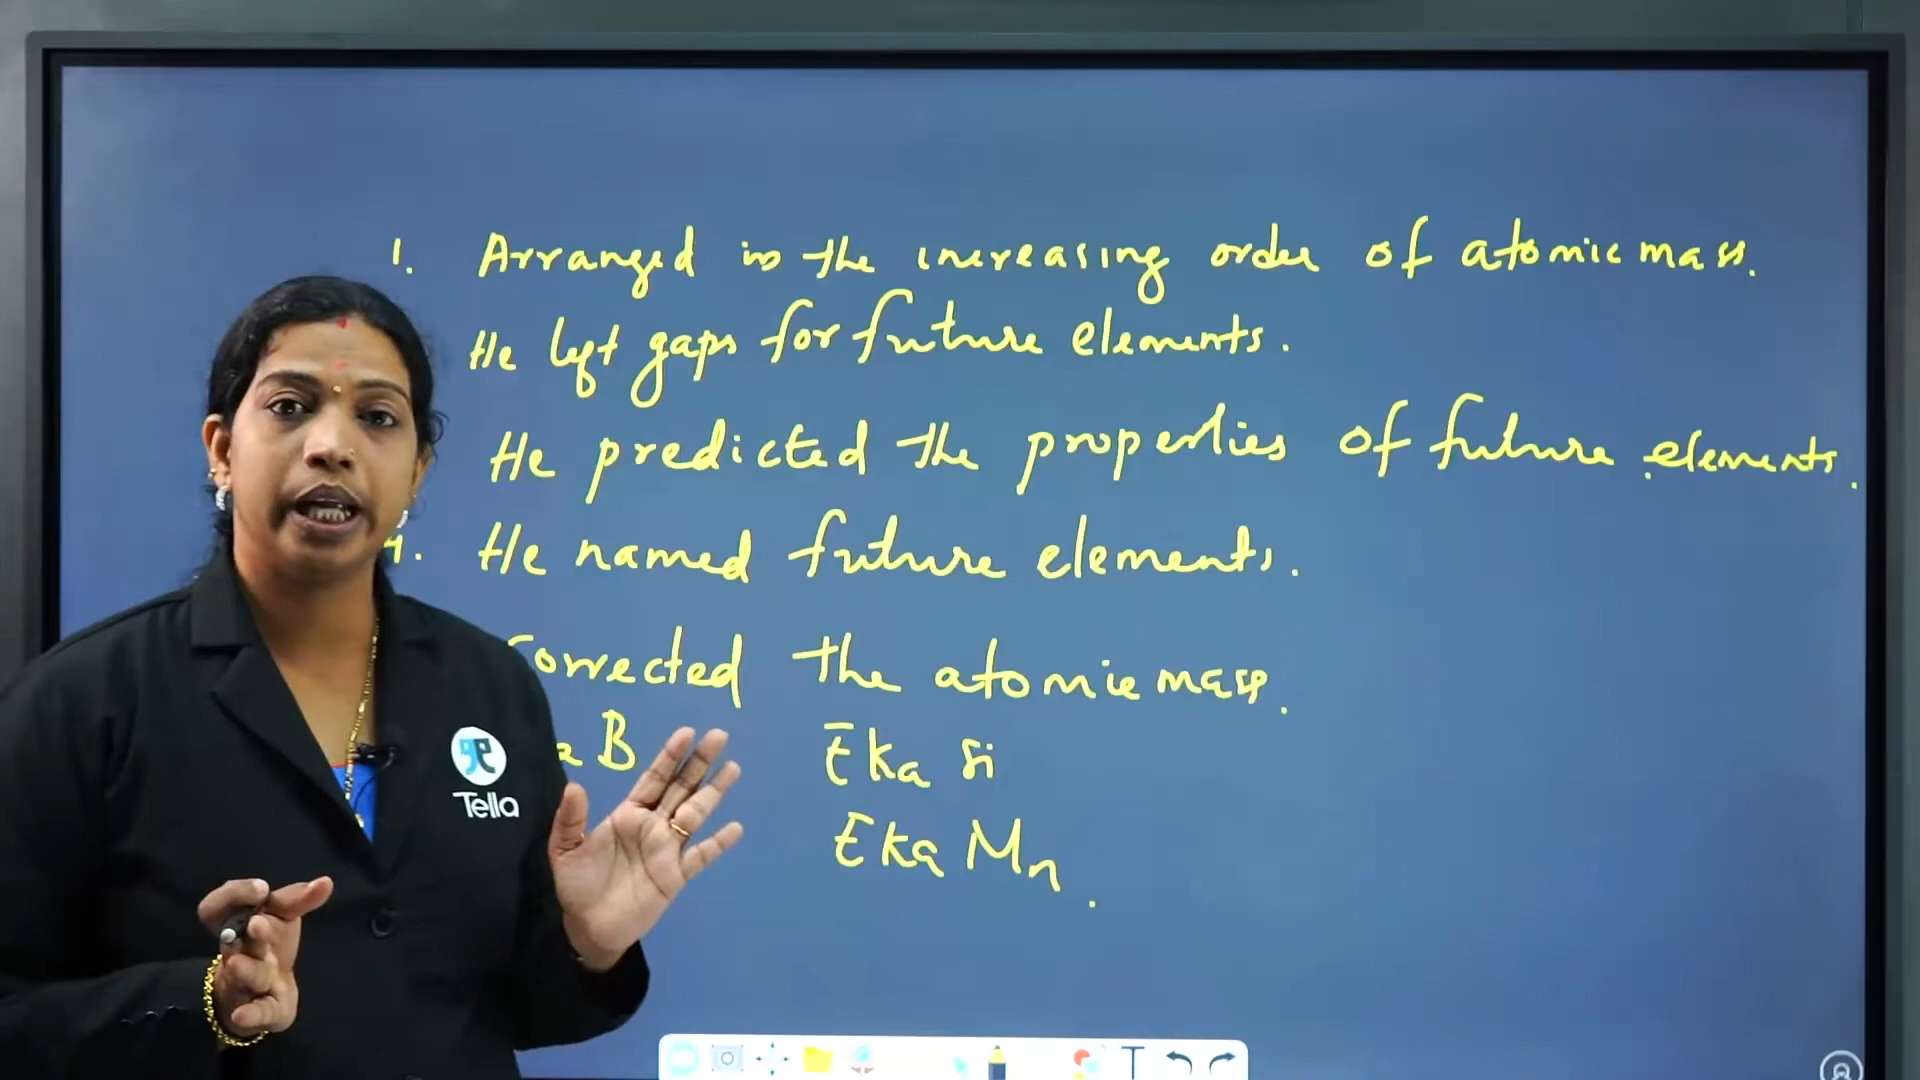 1. Arranged in the increasing order of atomic mass.
He left gaps for future elements.
He predicted the properties of future elements.
4. He named future elements.
Corrected the atomic mass.
a B Eka Si
Eka Mn.
Tella
T